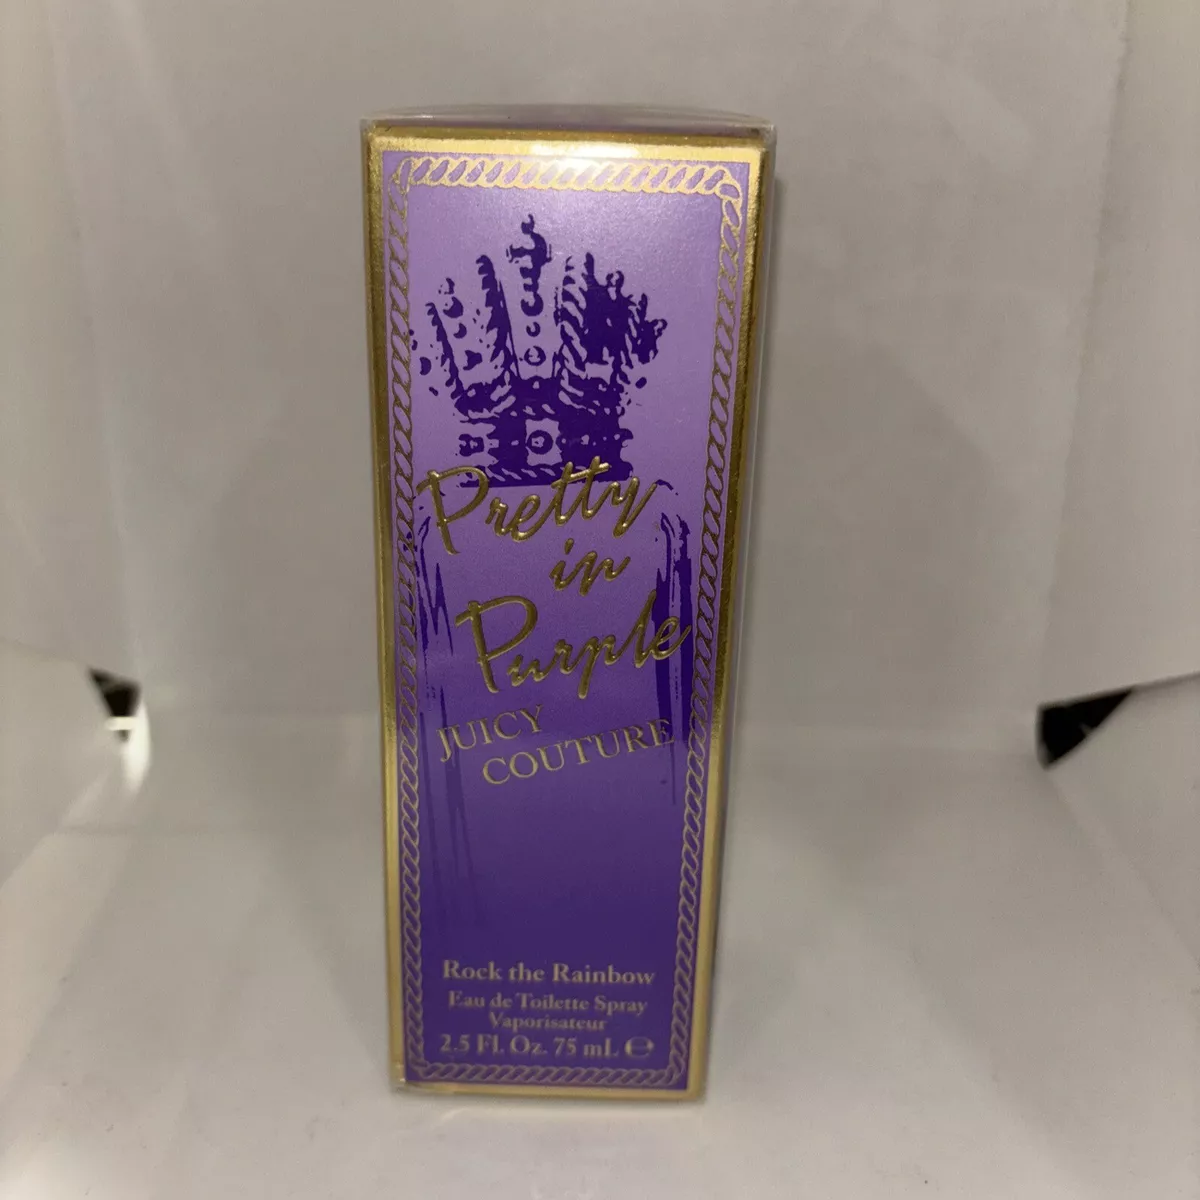 Pretty
in
Purple
JUICY
COUTURE
Rock the Rainbow
Eau de Toilette Spray
Vaporisateur
2.5 Fl. Oz. 75 mL ℮